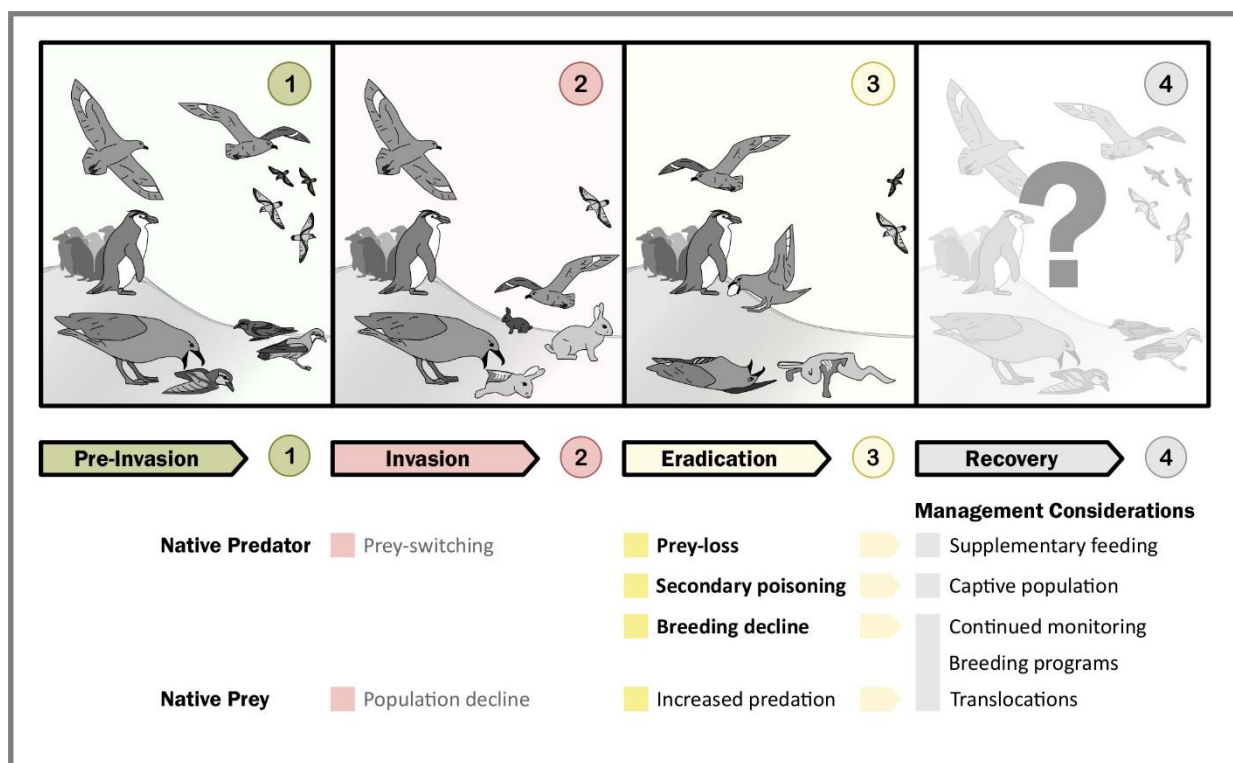 1
2
3
4
?
Pre-Invasion 1
Invasion 2
Eradication 3
Recovery 4
Management Considerations
Native Predator Prey-switching Prey-loss Supplementary feeding
Secondary poisoning Captive population
Breeding decline Continued monitoring
Breeding programs
Native Prey Population decline Increased predation Translocations